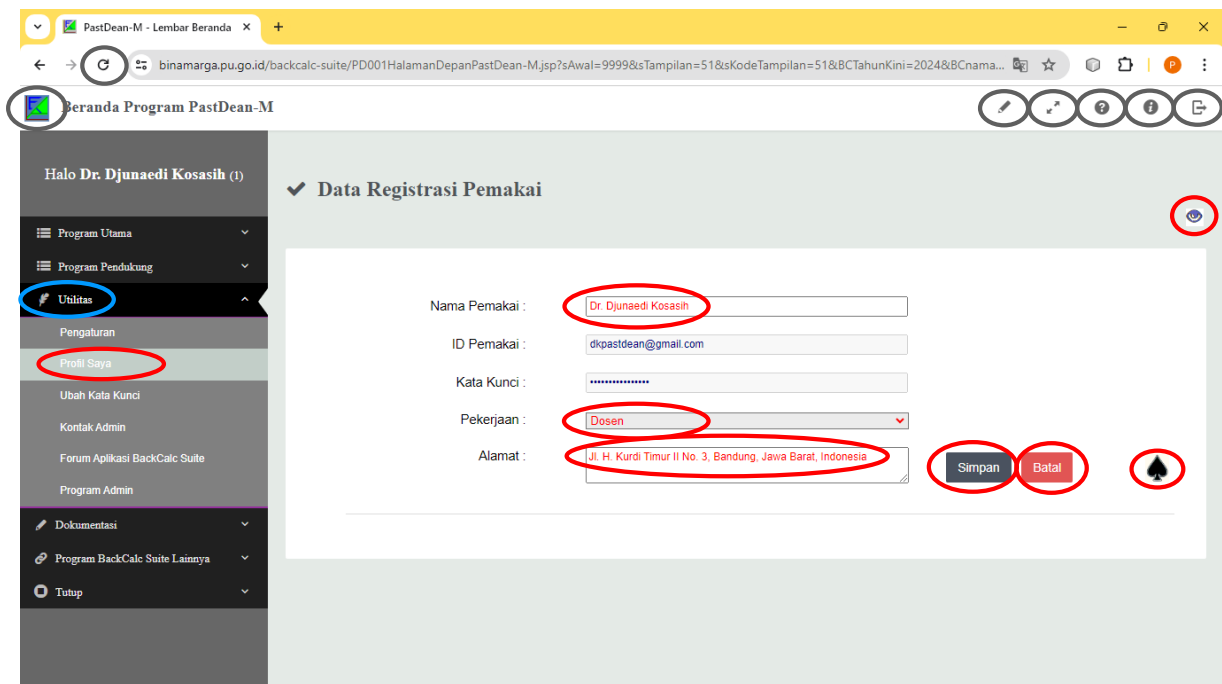 PastDean-M - Lembar Beranda
binamarga.pu.go.id/backcalc-suite/PD001HalamanDepanPastDean-M.jsp?sAwal=9999&sTampilan=51&sKodeTampilan=51&BCTahunKini=2024&BCnama...
P
Beranda Program PastDean-M
Halo Dr. Djunaedi Kosasih (1)
Data Registrasi Pemakai
Program Utama
Program Pendukung
Utilitas
Pengaturan
Profil Saya
Ubah Kata Kunci
Kontak Admin
Forum Aplikasi BackCalc Suite
Program Admin
Dokumentasi
Program BackCalc Suite Lainnya
Tutup
Nama Pemakai : Dr. Djunaedi Kosasih
ID Pemakai : dkpastdean@gmail.com
Kata Kunci : ••••••••••••••••
Pekerjaan : Dosen
Alamat : Jl. H. Kurdi Timur II No. 3, Bandung, Jawa Barat, Indonesia
Simpan Batal